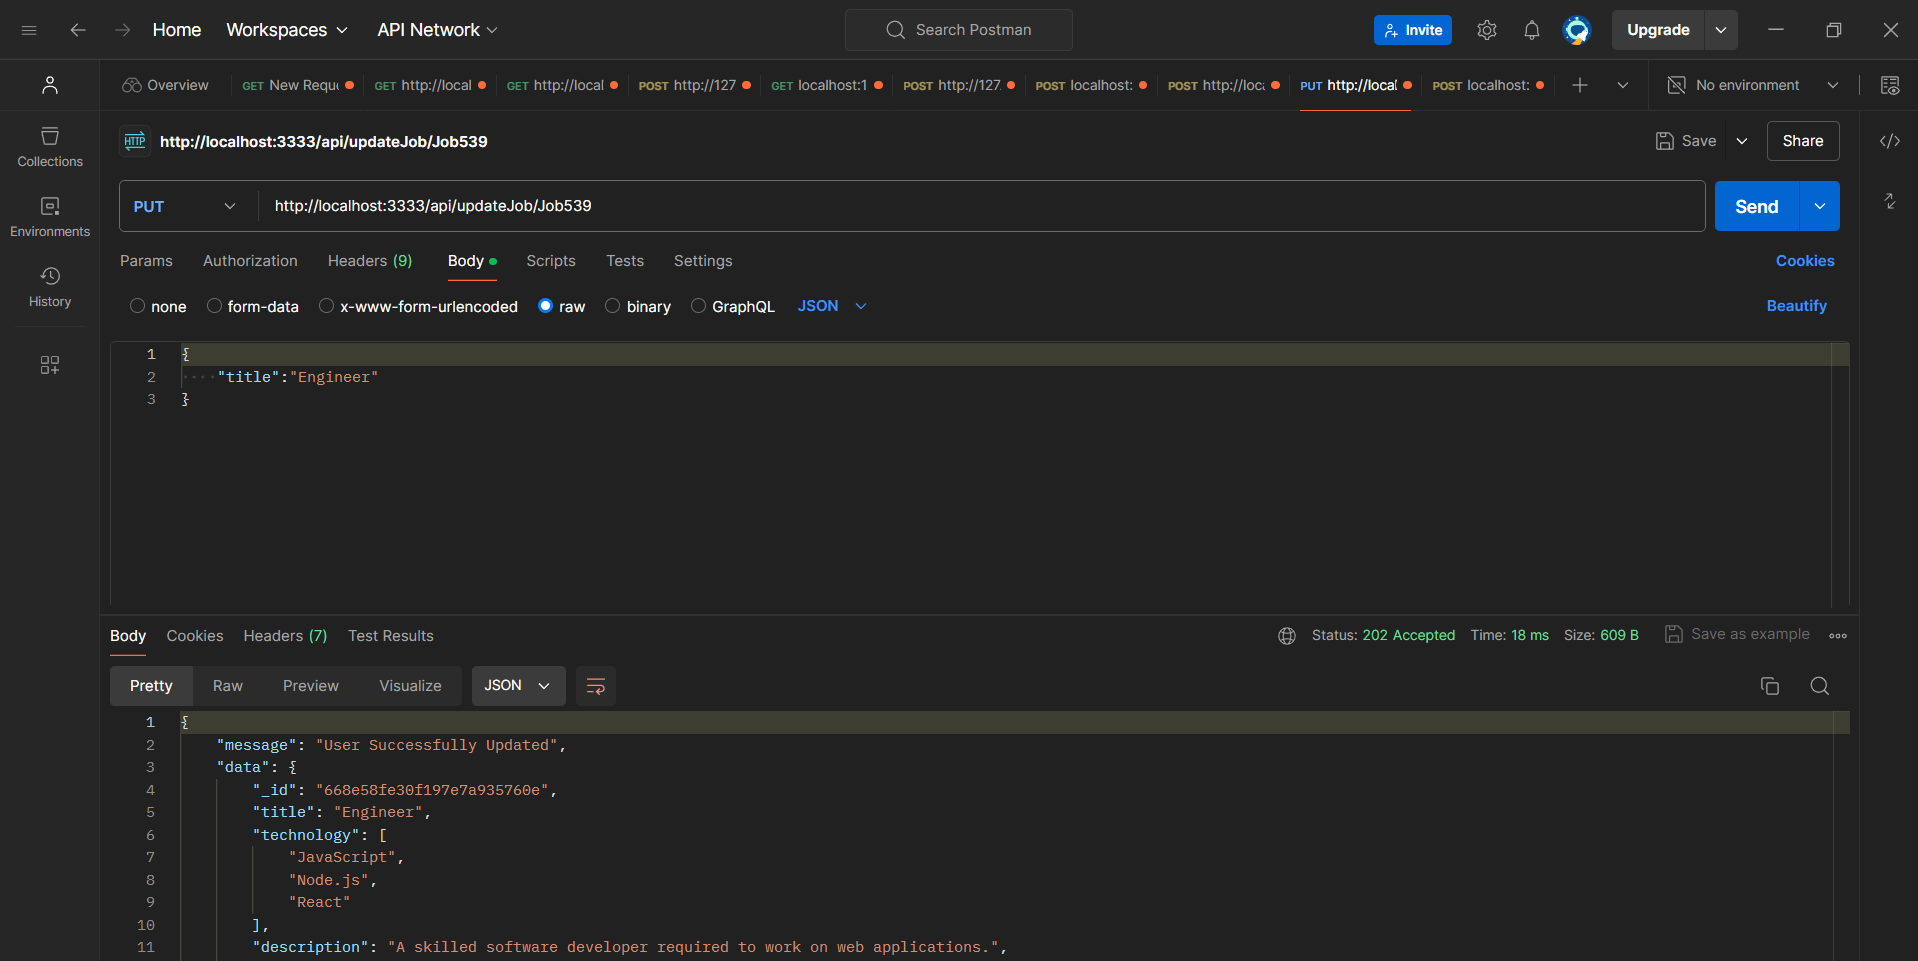 Home Workspaces API Network Search Postman Invite Upgrade
Overview GET New Requ GET http://local GET http://local POST http://127 GET localhost:1 POST http://127. POST localhost: POST http://loc PUT http://local POST localhost: No environment
HTTP http://localhost:3333/api/updateJob/Job539 Save Share
Collections
Environments
History
PUT http://localhost:3333/api/updateJob/Job539 Send
Params Authorization Headers (9) Body Scripts Tests Settings Cookies
none form-data x-www-form-urlencoded raw binary GraphQL JSON Beautify
1 {
2 "title":"Engineer"
3 }
Body Cookies Headers (7) Test Results Status: 202 Accepted Time: 18 ms Size: 609 B Save as example
Pretty Raw Preview Visualize JSON
1 {
2 "message": "User Successfully Updated",
3 "data": {
4 "_id": "668e58fe30f197e7a935760e",
5 "title": "Engineer",
6 "technology": [
7 "JavaScript",
8 "Node.js",
9 "React"
10 ],
11 "description": "A skilled software developer required to work on web applications.",